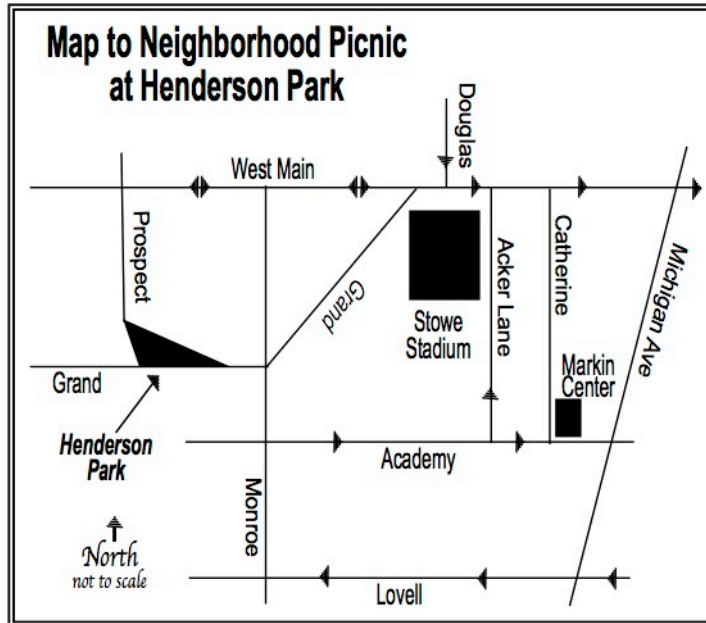 Map to Neighborhood Picnic
at Henderson Park
Douglas
West Main
Prospect
Grand
Acker Lane
Catherine
Michigan Ave
Stowe
Stadium
Markin
Center
Grand
Henderson
Park
Academy
Monroe
North
not to scale
Lovell